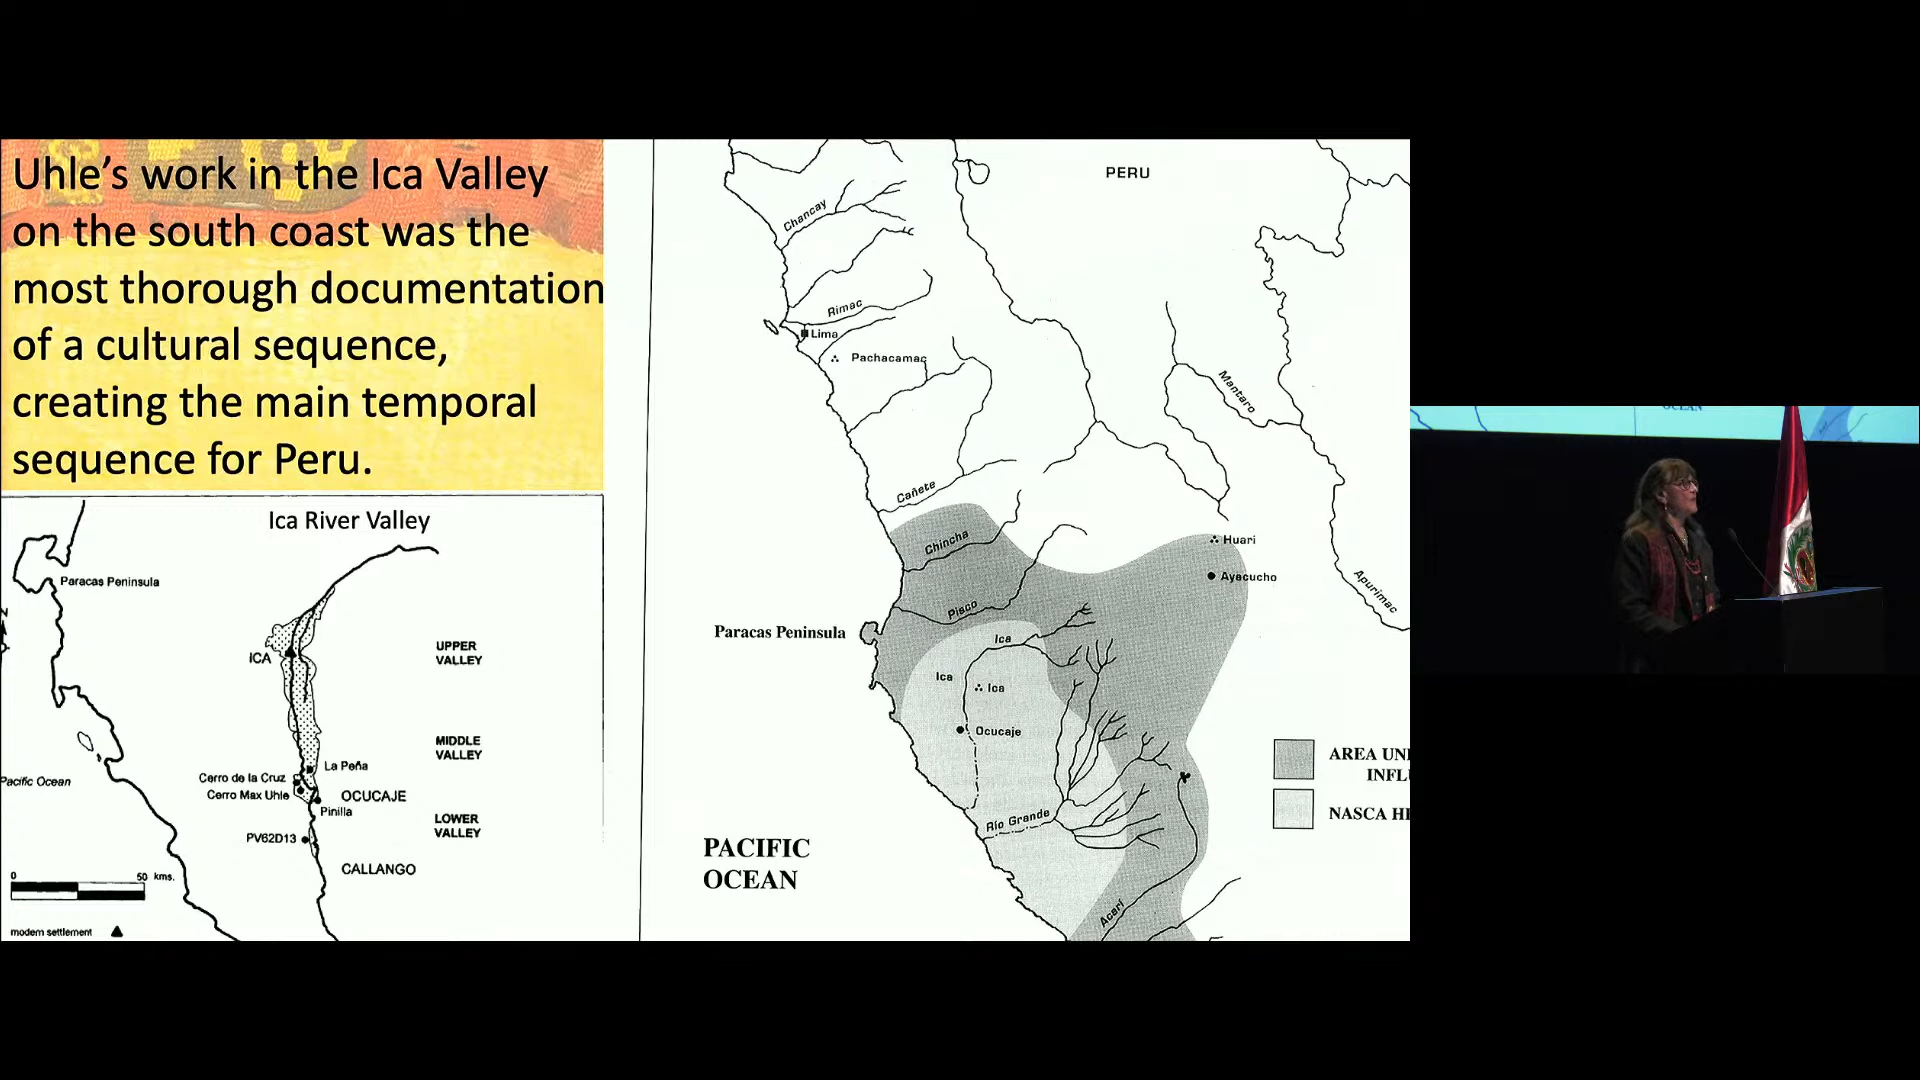 Uhle’s work in the Ica Valley
on the south coast was the
most thorough documentation
of a cultural sequence,
creating the main temporal
sequence for Peru.
Ica River Valley
Paracas Peninsula
ICA
UPPER
VALLEY
MIDDLE
VALLEY
La Peña
Cerro de la Cruz
Cerro Max Uhle
OCUCAJE
Pinilla
Pacific Ocean
LOWER
VALLEY
PV62D13
CALLANGO
0 50 kms.
modern settlement
PERU
Chancay
Rimac
Lima
Pachacamac
Mantaro
Cañete
Chincha
Huari
Ayacucho
Apurimac
Pisco
Paracas Peninsula
Ica
Ica
Ica
Ocucaje
Río Grande
Acarí
PACIFIC
OCEAN
AREA
NASCA
OCEAN